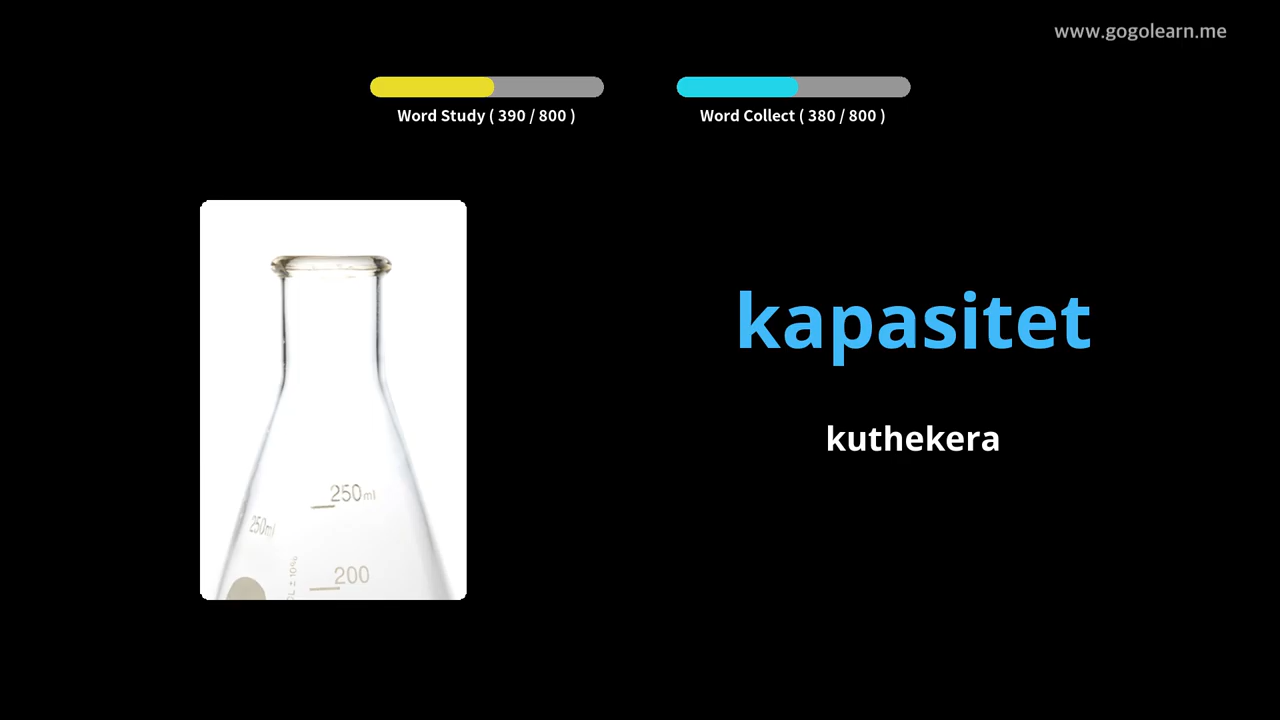 www.gogolearn.me
Word Study ( 390 / 800 )
Word Collect ( 380 / 800 )
kapasitet
kuthekera
250ml
250ml
200